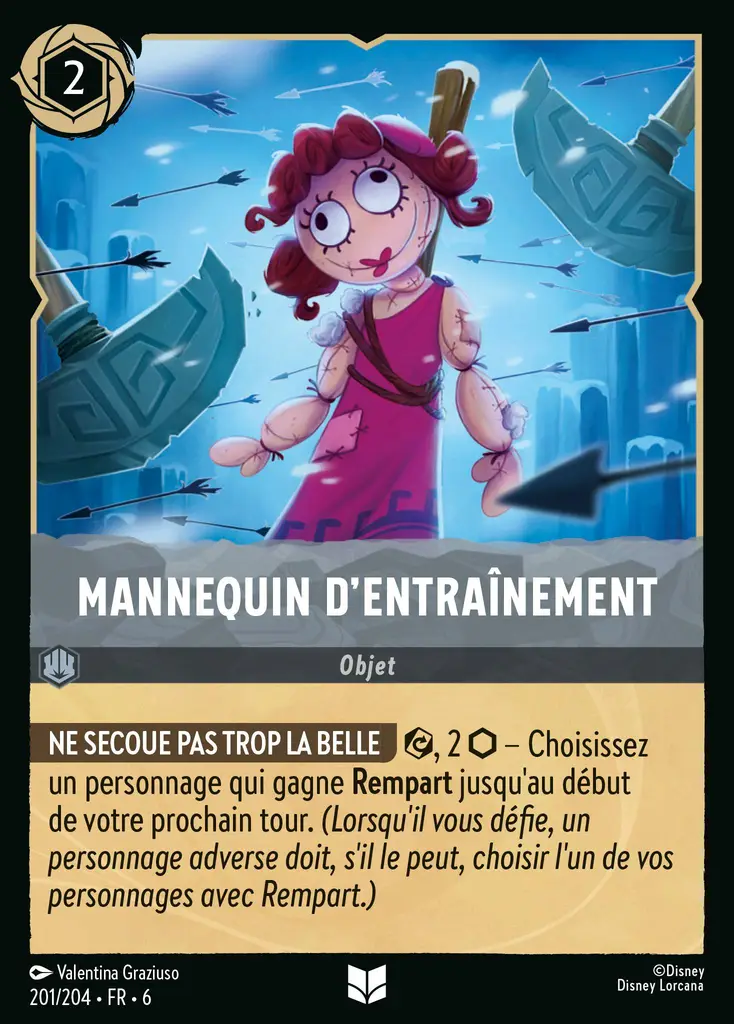 2
MANNEQUIN D'ENTRAÎNEMENT
Objet
NE SECOUE PAS TROP LA BELLE , 2 – Choisissez
un personnage qui gagne Rempart jusqu'au début
de votre prochain tour. (Lorsqu'il vous défie, un
personnage adverse doit, s'il le peut, choisir l'un de vos
personnages avec Rempart.)
Valentina Graziuso
©Disney
201/204 • FR • 6
Disney Lorcana